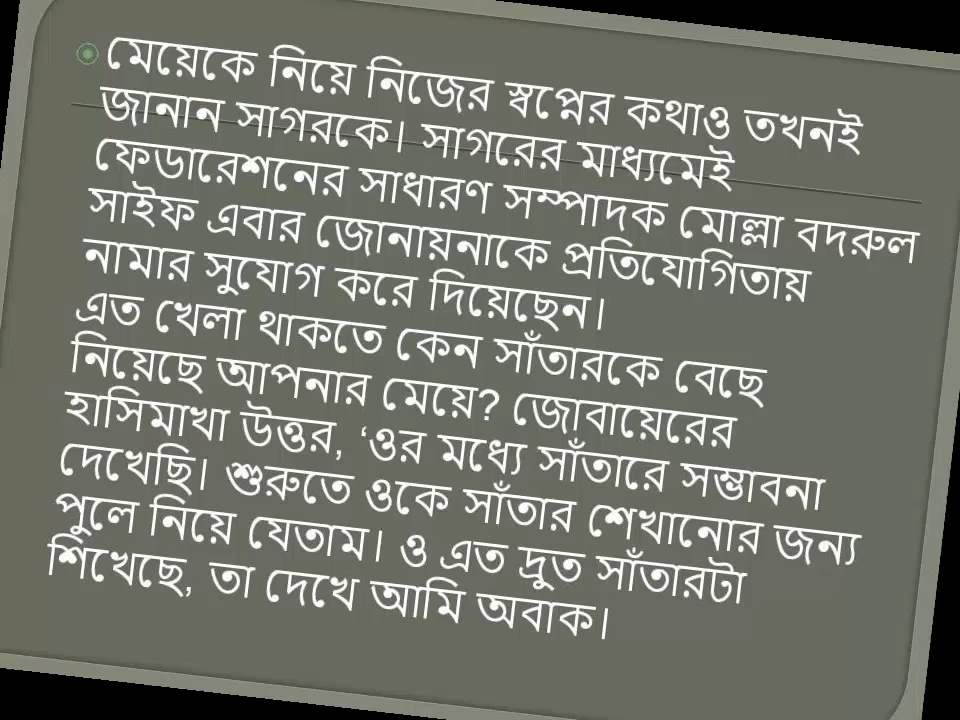 মেয়েকে নিয়ে নিজের স্বপ্নের কথাও তখনই
জানান সাগরকে। সাগরের মাধ্যমেই
ফেডারেশনের সাধারণ সম্পাদক মোল্লা বদরুল
সাইফ এবার জোনায়নাকে প্রতিযোগিতায়
নামার সুযোগ করে দিয়েছেন।
এত খেলা থাকতে কেন সাঁতারকে বেছে
নিয়েছে আপনার মেয়ে? জোবায়েরের
হাসিমাখা উত্তর, ‘ওর মধ্যে সাঁতারে সম্ভাবনা
দেখেছি। শুরুতে ওকে সাঁতার শেখানোর জন্য
পুলে নিয়ে যেতাম। ও এত দ্রুত সাঁতারটা
শিখেছে, তা দেখে আমি অবাক।